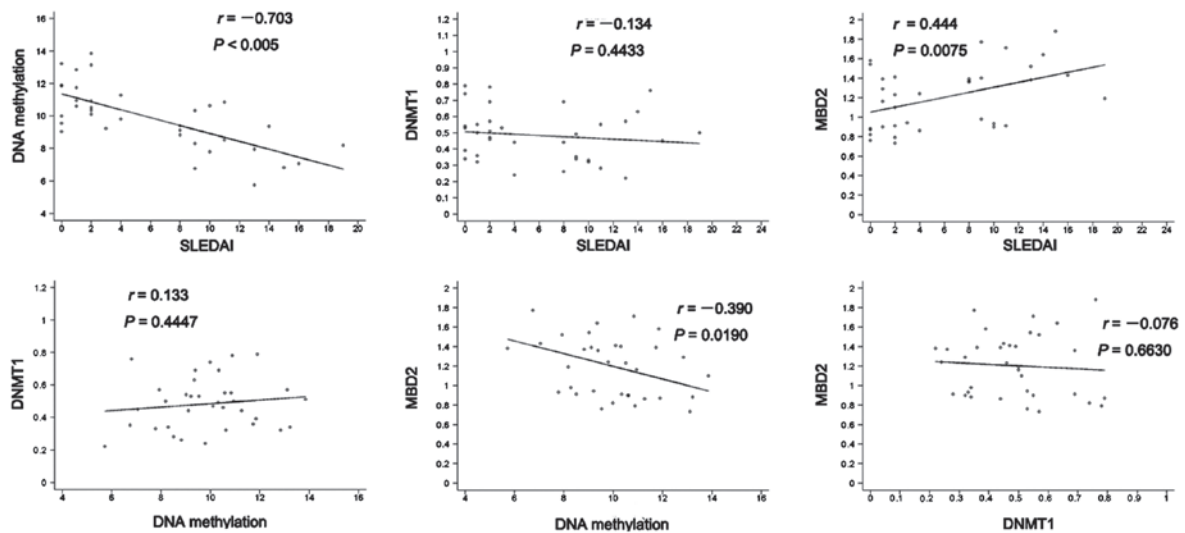 r = −0.703
P < 0.005
DNA methylation
16
14
12
10
8
6
4
0 2 4 6 8 10 12 14 16 18 20
SLEDAI
r = −0.134
P = 0.4433
DNMT1
1.2
1.1
1
0.9
0.8
0.7
0.6
0.5
0.4
0.3
0.2
0.1
0
0 2 4 6 8 10 12 14 16 18 20 22 24
SLEDAI
r = 0.444
P = 0.0075
MBD2
2
1.8
1.6
1.4
1.2
1
0.8
0.6
0.4
0.2
0
0 2 4 6 8 10 12 14 16 18 20 22 24
SLEDAI
r = 0.133
P = 0.4447
DNMT1
1.2
1
0.8
0.6
0.4
0.2
0
4 6 8 10 12 14 16
DNA methylation
r = −0.390
P = 0.0190
MBD2
2
1.8
1.6
1.4
1.2
1
0.8
0.6
0.4
0.2
0
4 6 8 10 12 14 16
DNA methylation
r = −0.076
P = 0.6630
MBD2
2
1.8
1.6
1.4
1.2
1
0.8
0.6
0.4
0.2
0
0 0.1 0.2 0.3 0.4 0.5 0.6 0.7 0.8 0.9 1
DNMT1